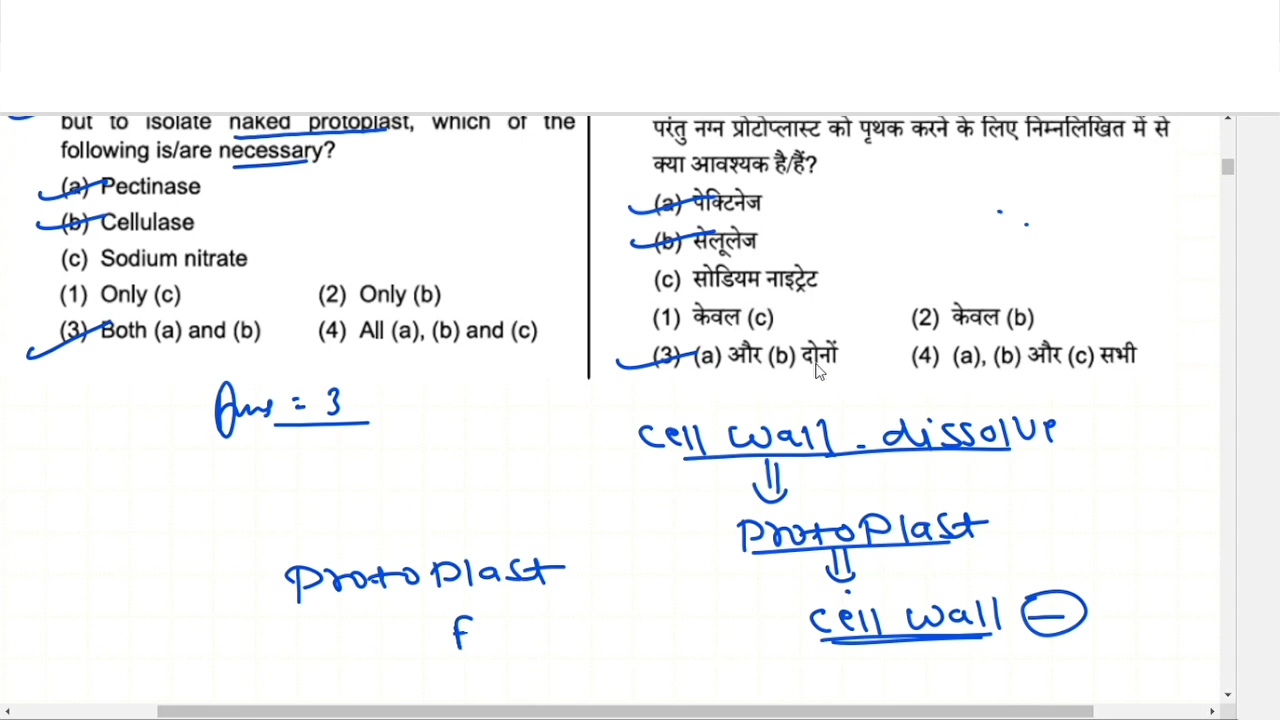 but to isolate naked protoplast, which of the
following is/are necessary?
(a) Pectinase
(b) Cellulase
(c) Sodium nitrate
(1) Only (c) (2) Only (b)
(3) Both (a) and (b) (4) All (a), (b) and (c)
Ans = 3
Protoplast
F
परंतु नग्न प्रोटोप्लास्ट को पृथक करने के लिए निम्नलिखित में से
क्या आवश्यक है/हैं?
(a) पेक्टिनेज
(b) सेलूलेज
(c) सोडियम नाइट्रेट
(1) केवल (c) (2) केवल (b)
(3) (a) और (b) दोनों (4) (a), (b) और (c) सभी
cell wall - dissolve
Protoplast
cell wall −